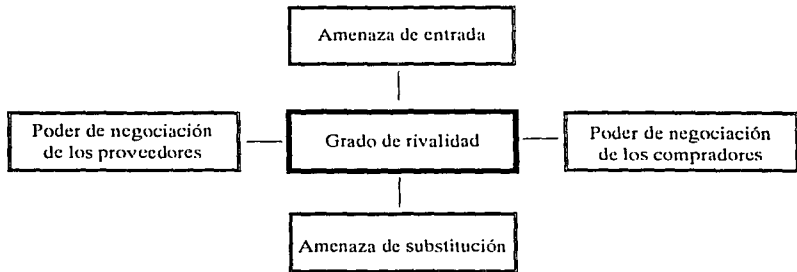 Amenaza de entrada
Poder de negociación
de los proveedores
Grado de rivalidad
Poder de negociación
de los compradores
Amenaza de substitución